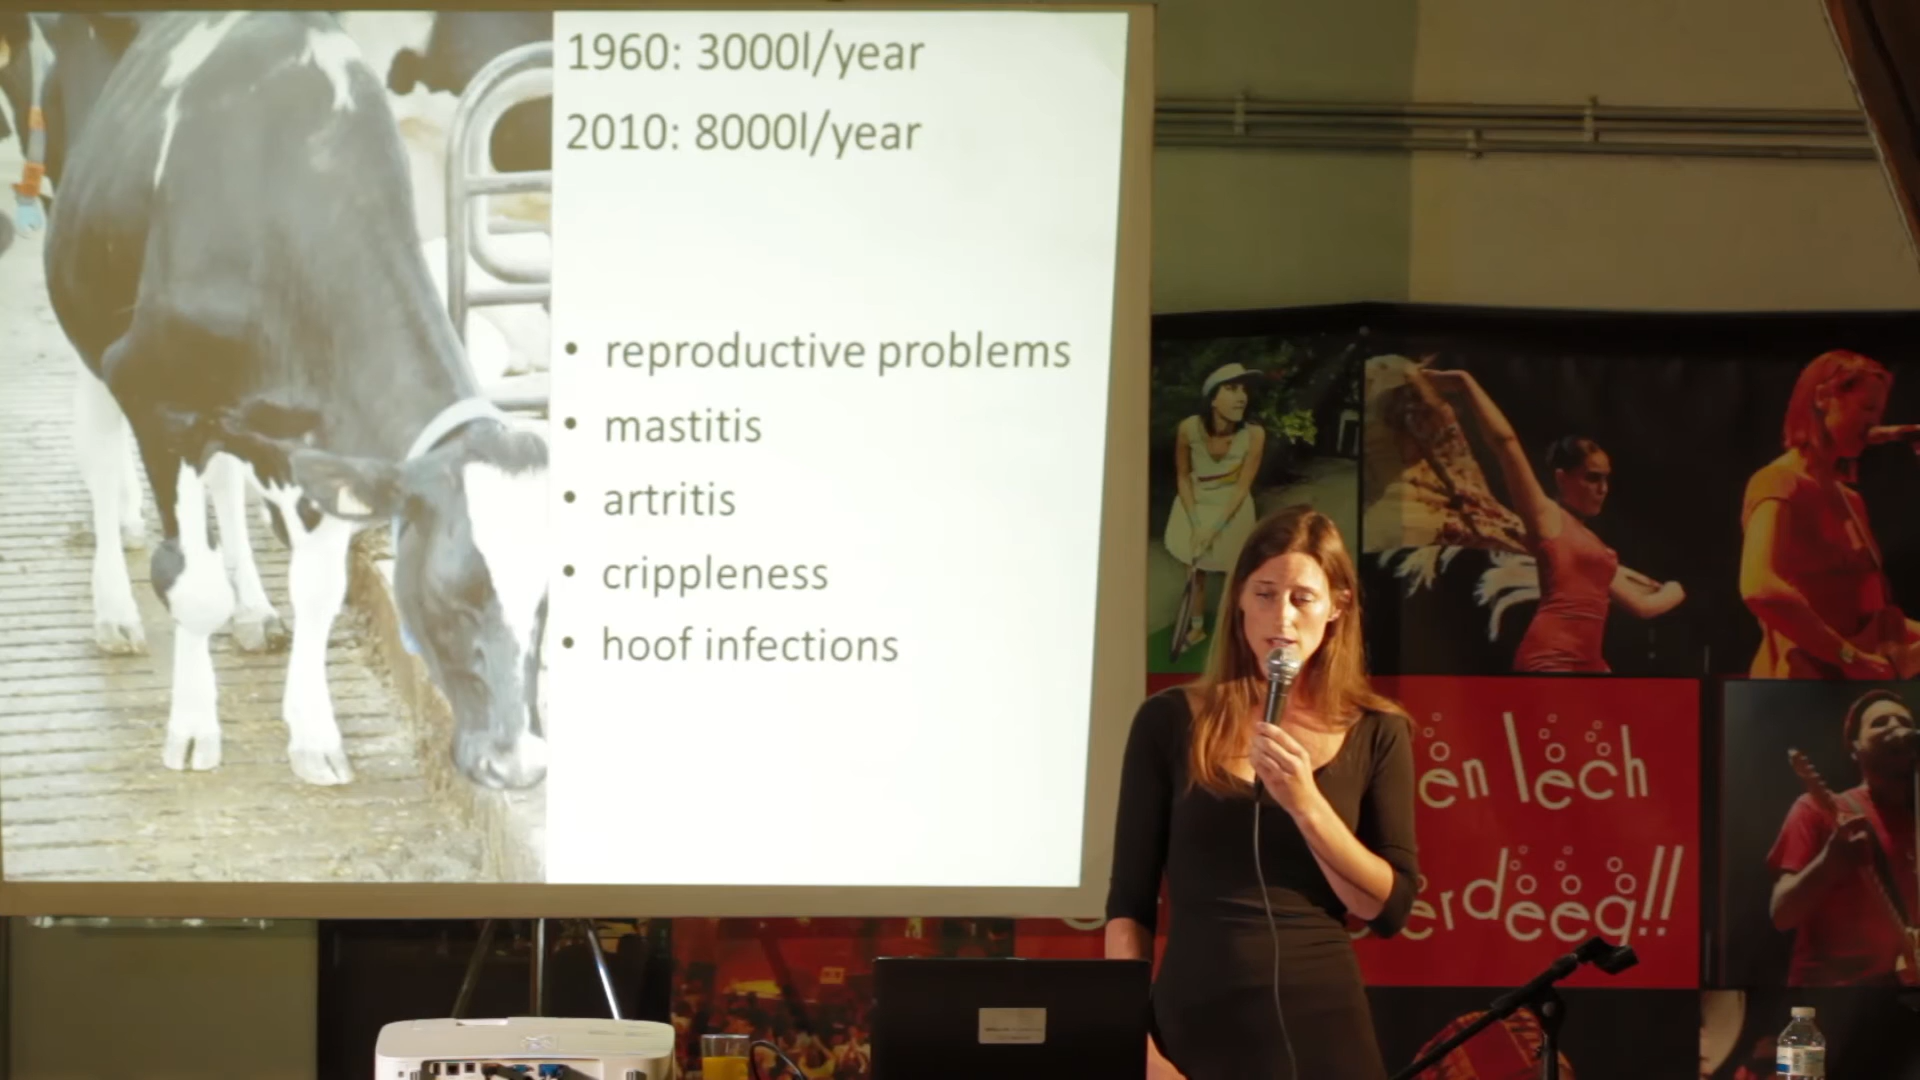 1960: 3000l/year
2010: 8000l/year
• reproductive problems
• mastitis
• artritis
• crippleness
• hoof infections
en lech
erdeeg!!